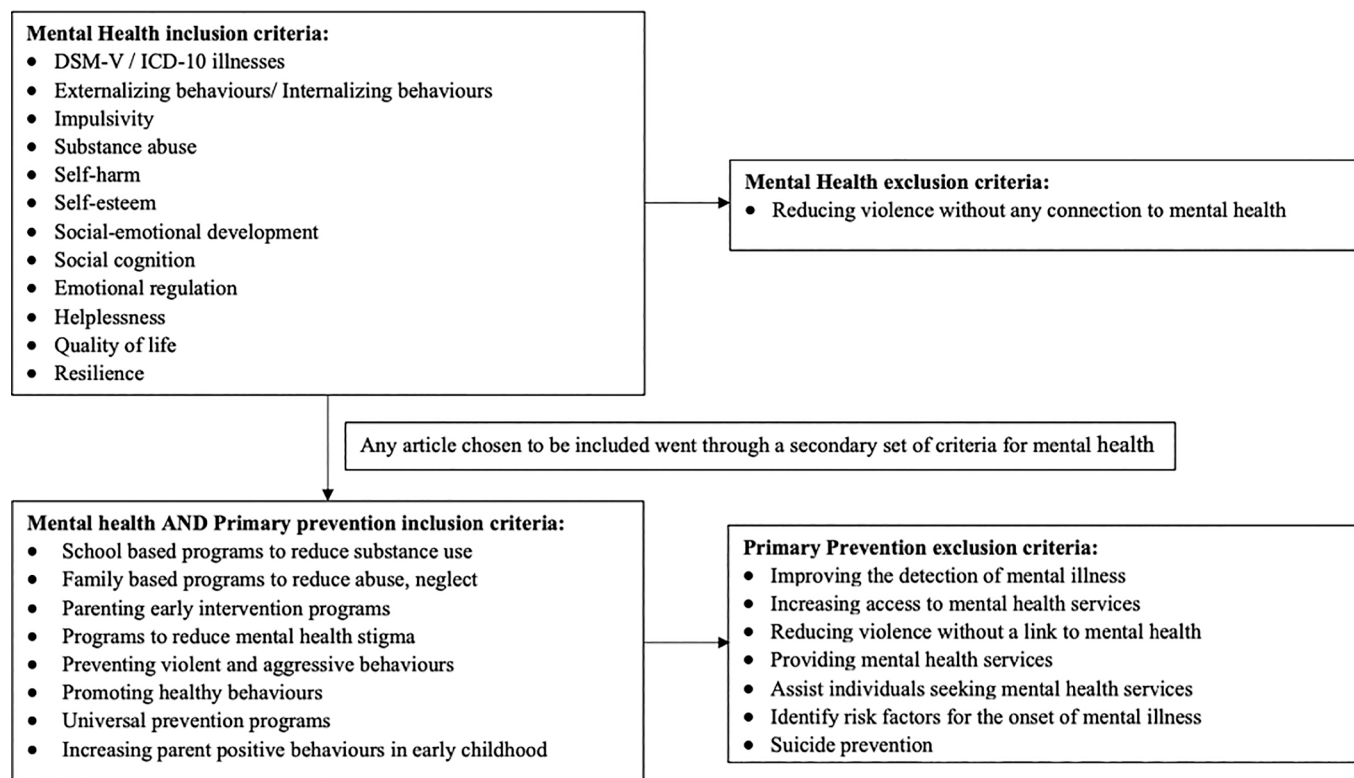 Mental Health inclusion criteria:
• DSM-V / ICD-10 illnesses
• Externalizing behaviours/ Internalizing behaviours
• Impulsivity
• Substance abuse
• Self-harm
• Self-esteem
• Social-emotional development
• Social cognition
• Emotional regulation
• Helplessness
• Quality of life
• Resilience
Mental Health exclusion criteria:
• Reducing violence without any connection to mental health
Any article chosen to be included went through a secondary set of criteria for mental health
Mental health AND Primary prevention inclusion criteria:
• School based programs to reduce substance use
• Family based programs to reduce abuse, neglect
• Parenting early intervention programs
• Programs to reduce mental health stigma
• Preventing violent and aggressive behaviours
• Promoting healthy behaviours
• Universal prevention programs
• Increasing parent positive behaviours in early childhood
Primary Prevention exclusion criteria:
• Improving the detection of mental illness
• Increasing access to mental health services
• Reducing violence without a link to mental health
• Providing mental health services
• Assist individuals seeking mental health services
• Identify risk factors for the onset of mental illness
• Suicide prevention